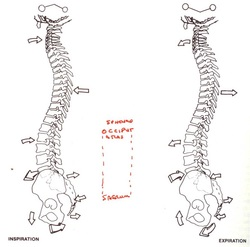 SPHENOID
OCCIPUT
ATLAS
SACRUM
INSPIRATION
EXPIRATION